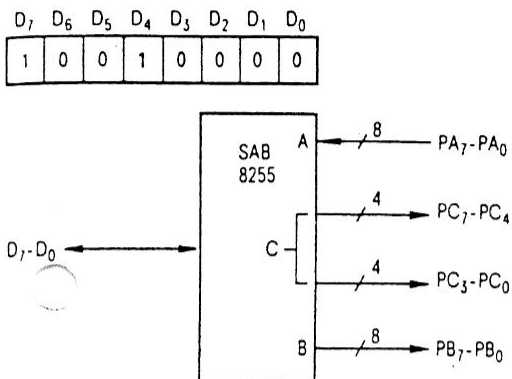 D₇ D₆ D₅ D₄ D₃ D₂ D₁ D₀
1 0 0 1 0 0 0 0
SAB
8255
A
8
PA₇-PA₀
4
PC₇-PC₄
D₇-D₀
C
4
PC₃-PC₀
B
8
PB₇-PB₀